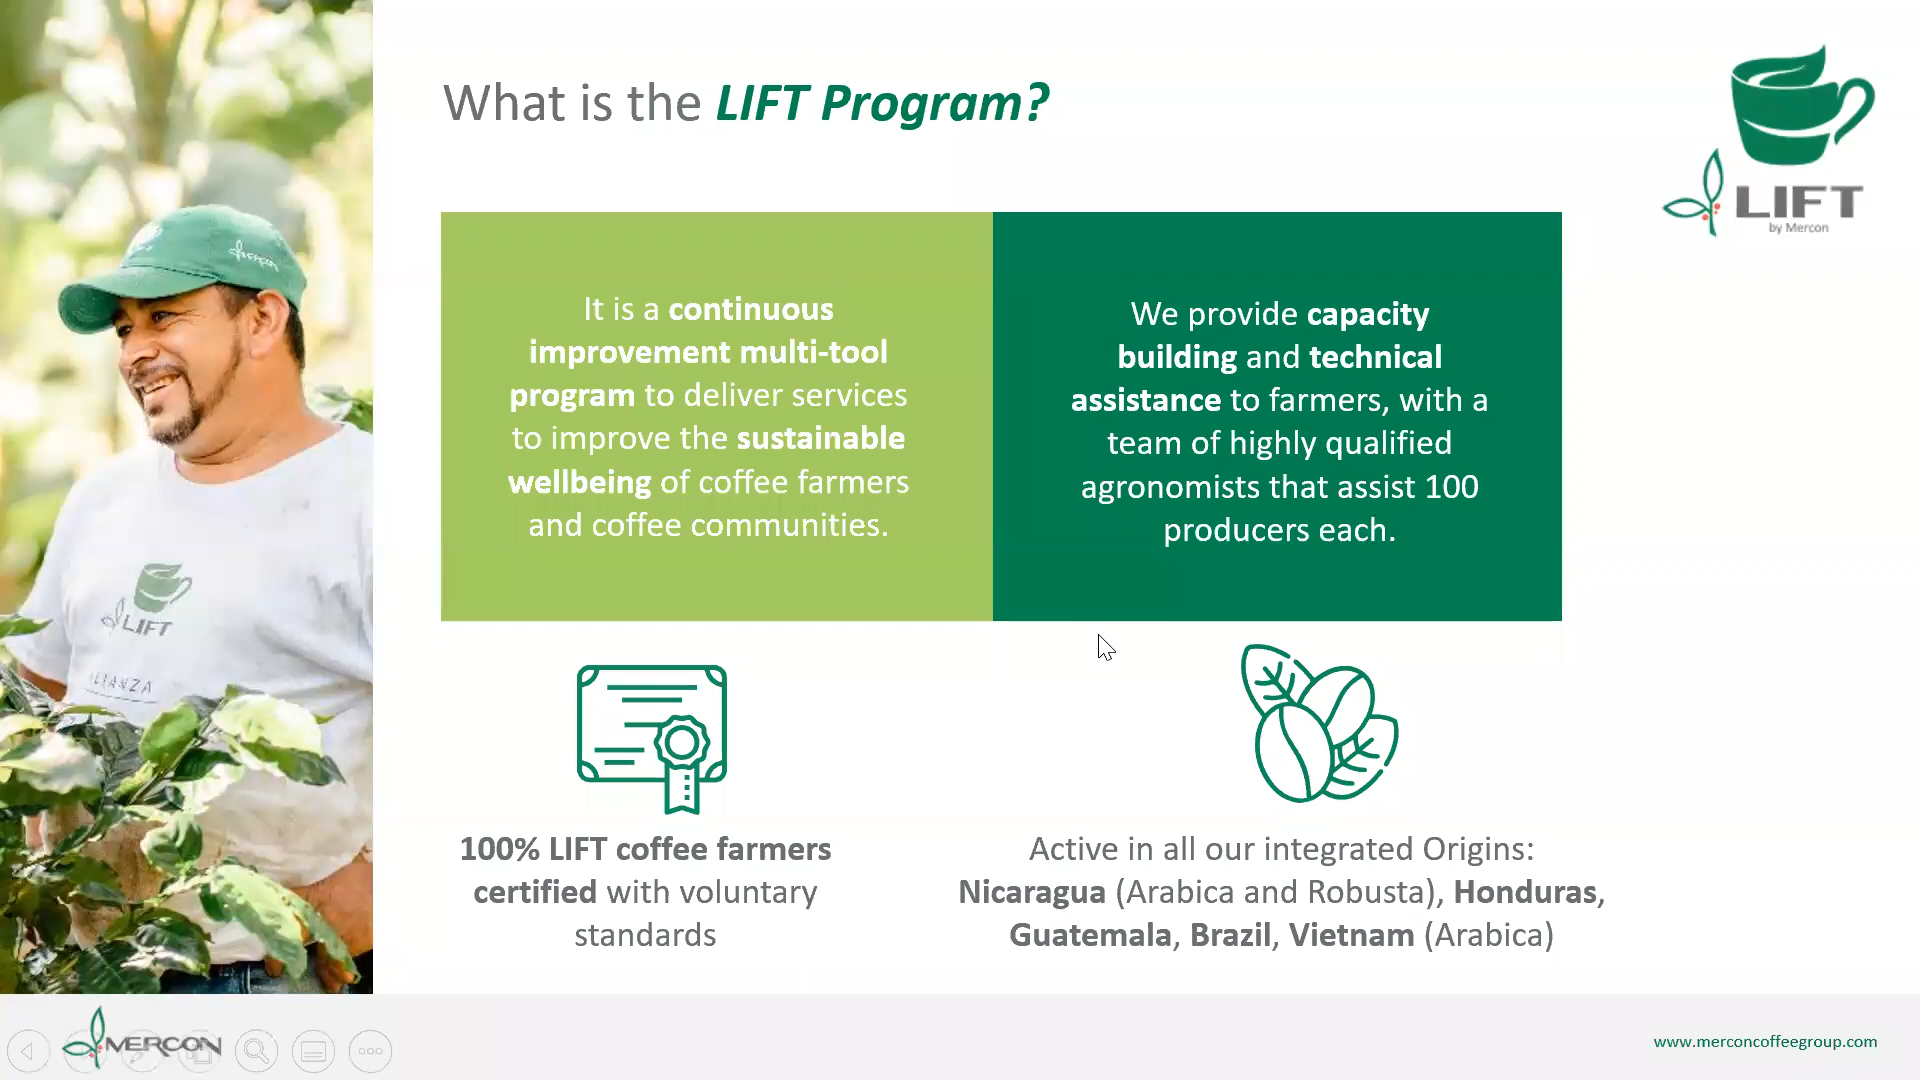 What is the LIFT Program?
LIFT
by Mercon
It is a continuous
improvement multi-tool
program to deliver services
to improve the sustainable
wellbeing of coffee farmers
and coffee communities.
We provide capacity
building and technical
assistance to farmers, with a
team of highly qualified
agronomists that assist 100
producers each.
mercon
LIFT
100% LIFT coffee farmers
certified with voluntary
standards
Active in all our integrated Origins:
Nicaragua (Arabica and Robusta), Honduras,
Guatemala, Brazil, Vietnam (Arabica)
MERCON
www.merconcoffeegroup.com